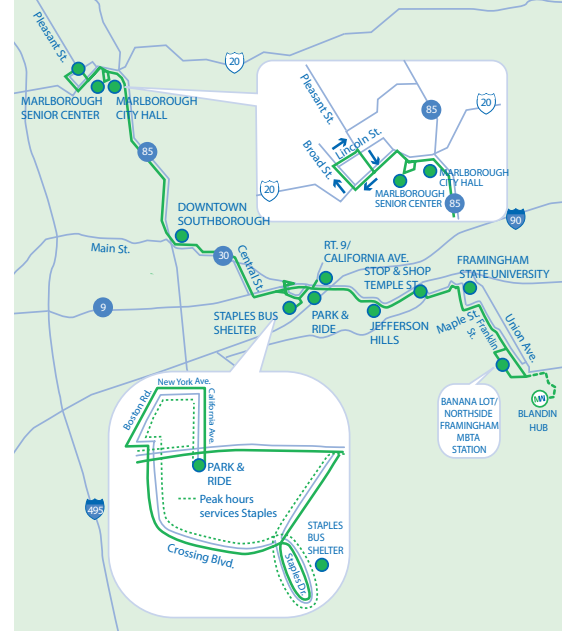 Pleasant St.
20
MARLBOROUGH
SENIOR CENTER
MARLBOROUGH
CITY HALL
85
Pleasant St.
Lincoln St.
Broad St.
85
20
20
MARLBOROUGH
CITY HALL
MARLBOROUGH
SENIOR CENTER
85
90
DOWNTOWN
SOUTHBOROUGH
Main St.
30
Central St.
9
RT. 9/
CALIFORNIA AVE.
STOP & SHOP
TEMPLE ST.
FRAMINGHAM
STATE UNIVERSITY
STAPLES BUS
SHELTER
PARK &
RIDE
JEFFERSON
HILLS
Maple St.
Franklin
St.
Union Ave.
BANANA LOT/
NORTHSIDE
FRAMINGHAM
MBTA
STATION
MW
BLANDIN
HUB
New York Ave.
Boston Rd.
California Ave.
PARK &
RIDE
Peak hours
services Staples
Crossing Blvd.
STAPLES
BUS
SHELTER
Staples Dr.
495